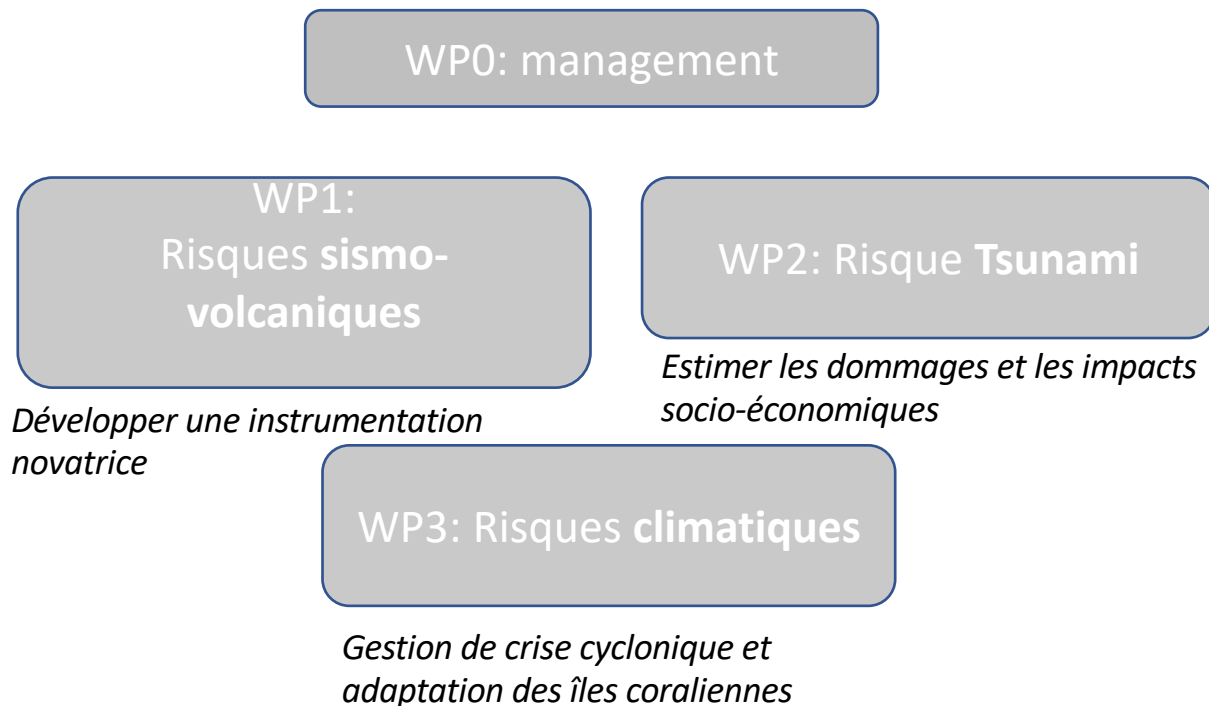 WP0: management
WP1:
Risques sismo-
volcaniques
Développer une instrumentation
novatrice
WP2: Risque Tsunami
Estimer les dommages et les impacts
socio-économiques
WP3: Risques climatiques
Gestion de crise cyclonique et
adaptation des îles coraliennes